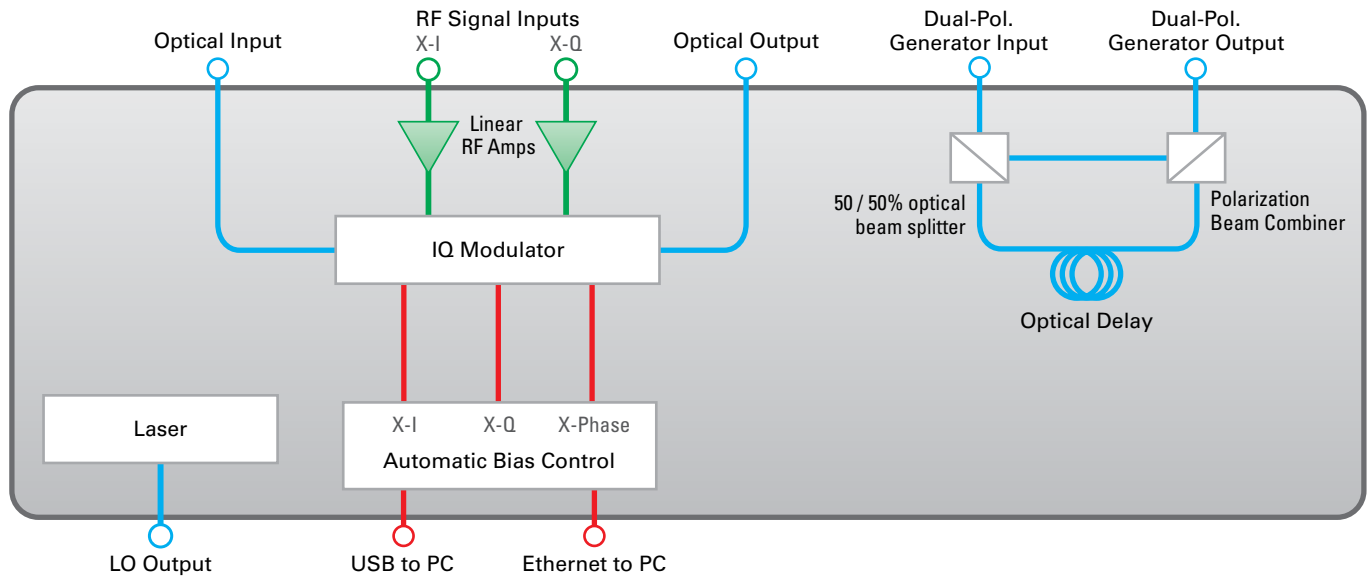 RF Signal Inputs
Optical Input
X-I
X-Q
Optical Output
Dual-Pol.
Generator Input
Dual-Pol.
Generator Output
Linear
RF Amps
50 / 50% optical
beam splitter
Polarization
Beam Combiner
IQ Modulator
Optical Delay
Laser
X-I
X-Q
X-Phase
Automatic Bias Control
LO Output
USB to PC
Ethernet to PC